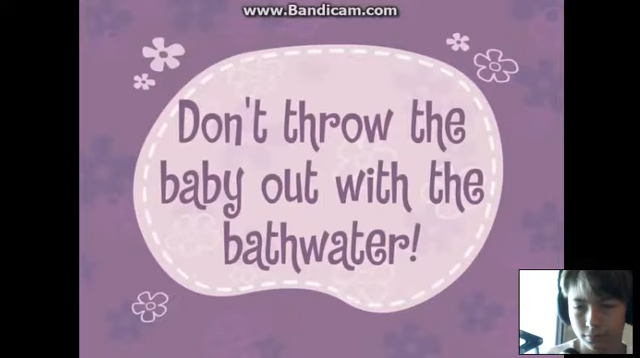 www.Bandicam.com
Don't throw the
baby out with the
bathwater!